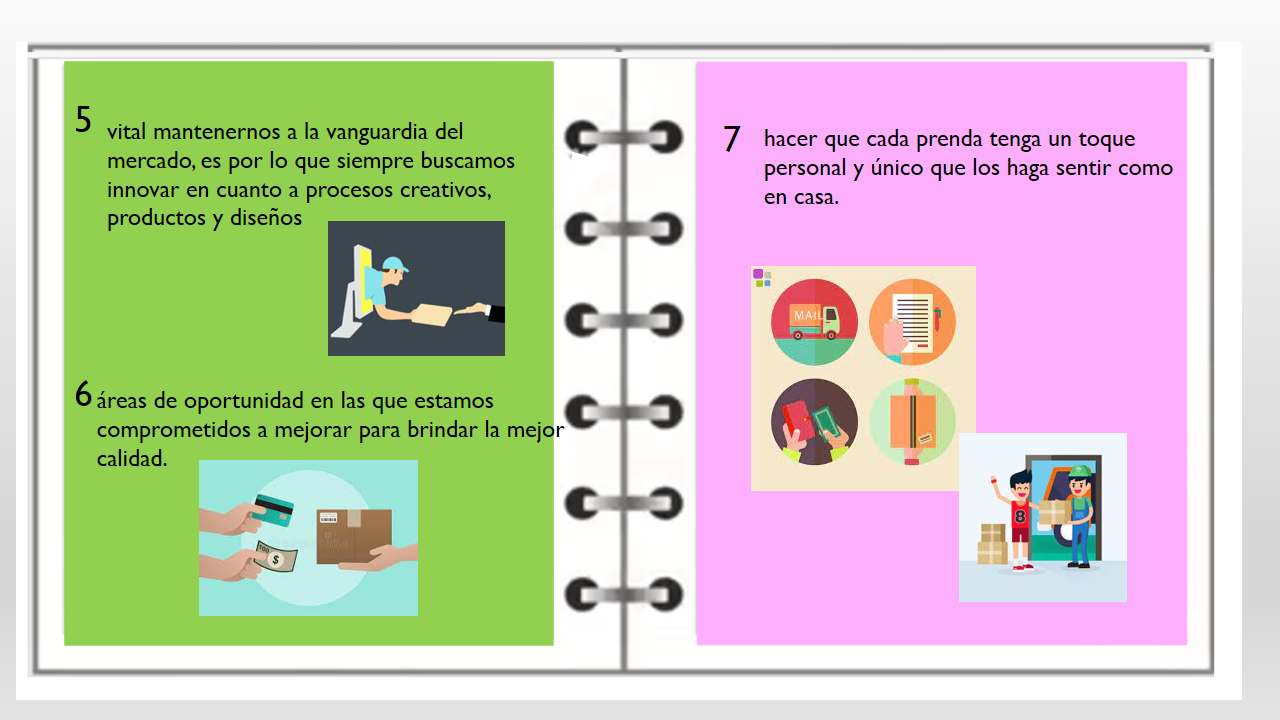 5
vital mantenernos a la vanguardia del
mercado, es por lo que siempre buscamos
innovar en cuanto a procesos creativos,
productos y diseños
6
áreas de oportunidad en las que estamos
comprometidos a mejorar para brindar la mejor
calidad.
100
$
7
hacer que cada prenda tenga un toque
personal y único que los haga sentir como
en casa.
MAIL
8